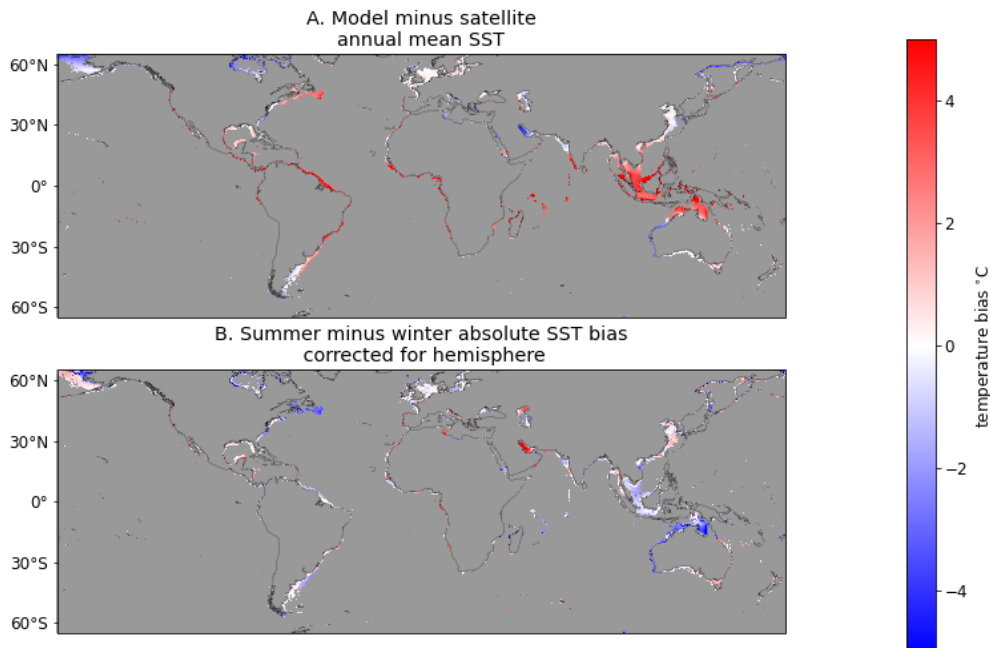 A. Model minus satellite
annual mean SST
60°N
30°N
0°
30°S
60°S
B. Summer minus winter absolute SST bias
corrected for hemisphere
60°N
30°N
0°
30°S
60°S
4
2
0
−2
−4
temperature bias ˚C